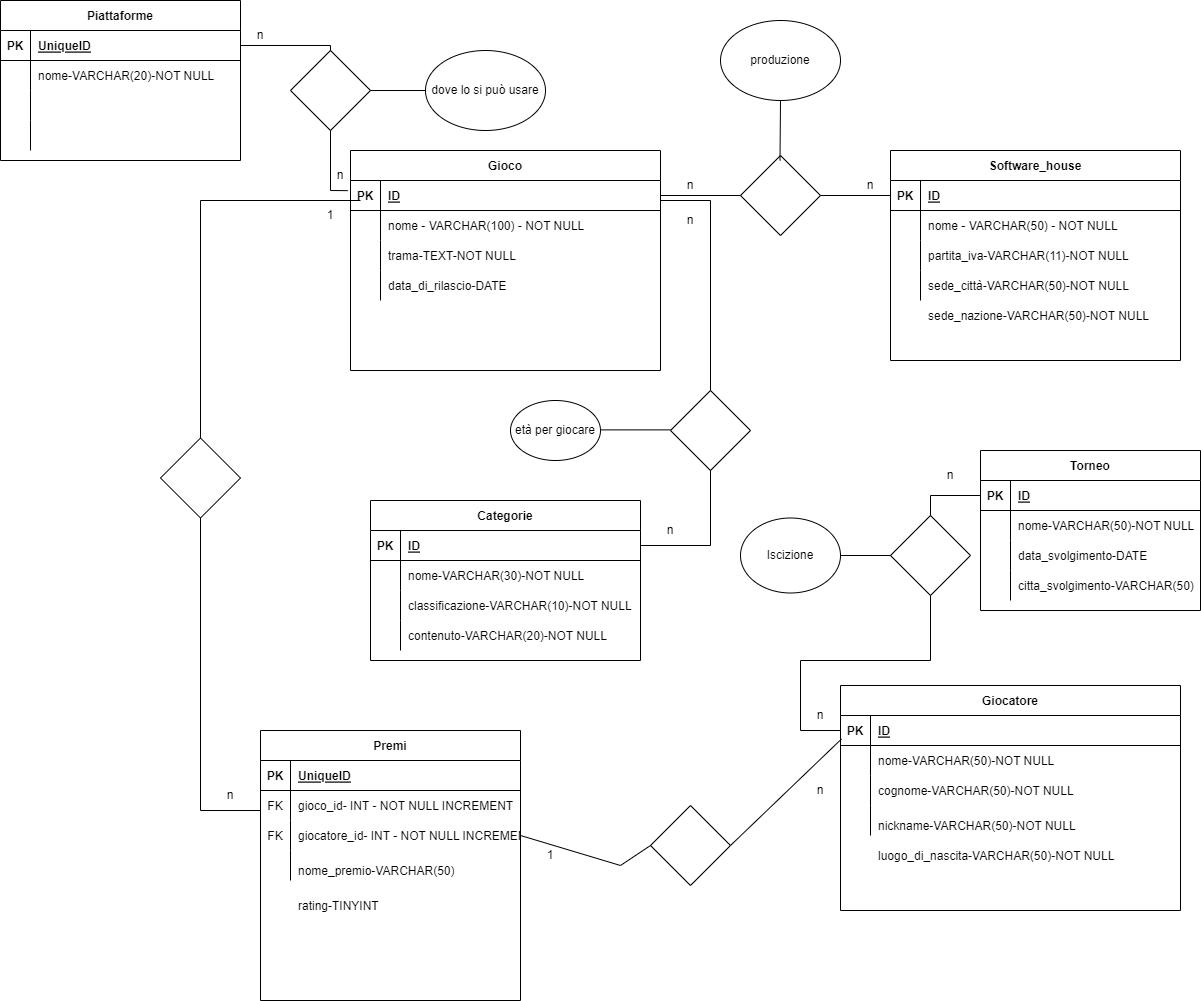 Piattaforme
PK UniqueID
nome-VARCHAR(20)-NOT NULL
n
dove lo si può usare
n
produzione
Gioco
PK ID
nome - VARCHAR(100) - NOT NULL
trama-TEXT-NOT NULL
data_di_rilascio-DATE
1
n
n
n
Software_house
PK ID
nome - VARCHAR(50) - NOT NULL
partita_iva-VARCHAR(11)-NOT NULL
sede_città-VARCHAR(50)-NOT NULL
sede_nazione-VARCHAR(50)-NOT NULL
età per giocare
Categorie
PK ID
nome-VARCHAR(30)-NOT NULL
classificazione-VARCHAR(10)-NOT NULL
contenuto-VARCHAR(20)-NOT NULL
n
Torneo
PK ID
nome-VARCHAR(50)-NOT NULL
data_svolgimento-DATE
citta_svolgimento-VARCHAR(50)
n
Iscizione
n
Giocatore
PK ID
nome-VARCHAR(50)-NOT NULL
cognome-VARCHAR(50)-NOT NULL
nickname-VARCHAR(50)-NOT NULL
luogo_di_nascita-VARCHAR(50)-NOT NULL
n
Premi
PK UniqueID
FK gioco_id- INT - NOT NULL INCREMENT
FK giocatore_id- INT - NOT NULL INCREME
nome_premio-VARCHAR(50)
rating-TINYINT
n
1